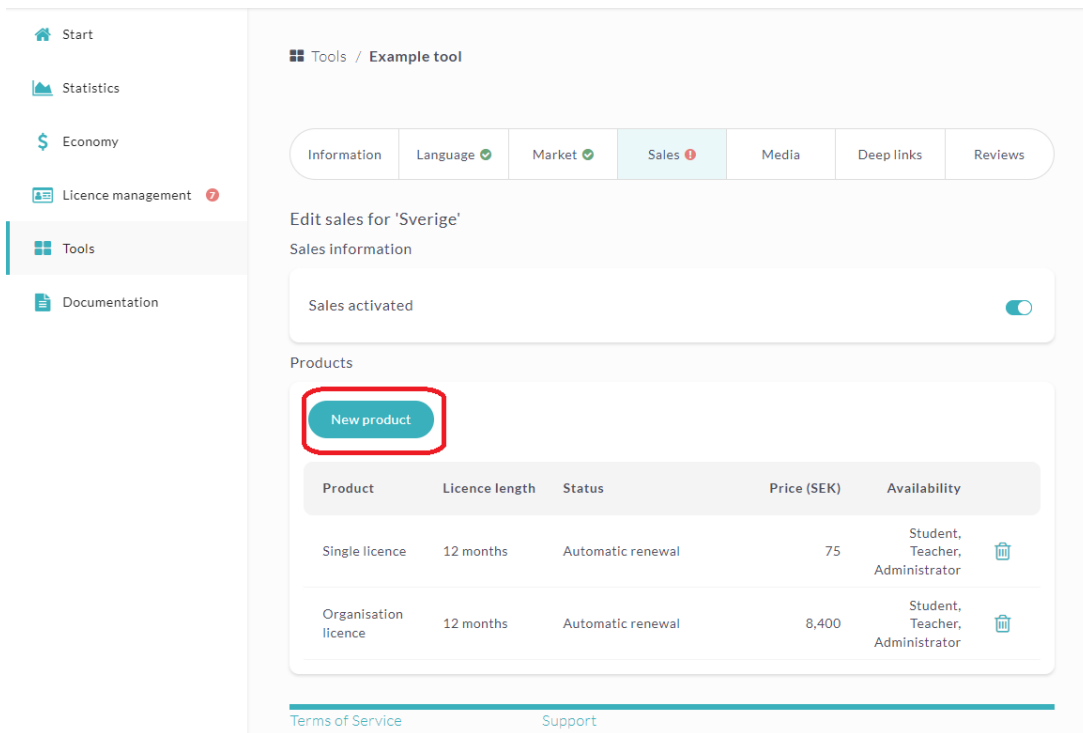 Start
Statistics
Economy
Licence management 7
Tools
Documentation
Tools / Example tool
Information Language Market Sales Media Deep links Reviews
Edit sales for 'Sverige'
Sales information
Sales activated
Products
New product
Product Licence length Status Price (SEK) Availability
Single licence 12 months Automatic renewal 75 Student,
Teacher,
Administrator
Organisation
licence 12 months Automatic renewal 8,400 Student,
Teacher,
Administrator
Terms of Service Support